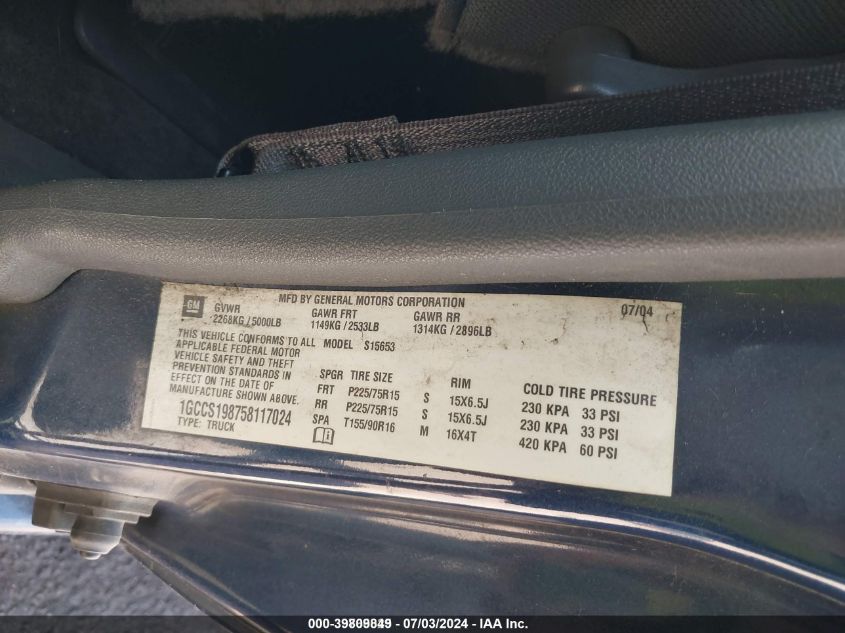 GM
MFD BY GENERAL MOTORS CORPORATION
07/04
GVWR GAWR FRT GAWR RR
2268KG / 5000LB 1149KG / 2533LB 1314KG / 2896LB
THIS VEHICLE CONFORMS TO ALL MODEL S15653
APPLICABLE FEDERAL MOTOR
VEHICLE SAFETY AND THEFT
PREVENTION STANDARDS IN
EFFECT ON THE DATE OF
MANUFACTURE SHOWN ABOVE.
1GCCS198758117024
TYPE: TRUCK
SPGR TIRE SIZE RIM COLD TIRE PRESSURE
FRT P225/75R15 S 15X6.5J 230 KPA 33 PSI
RR P225/75R15 S 15X6.5J 230 KPA 33 PSI
SPA T155/90R16 M 16X4T 420 KPA 60 PSI
07/03/2024 - IAAI.com